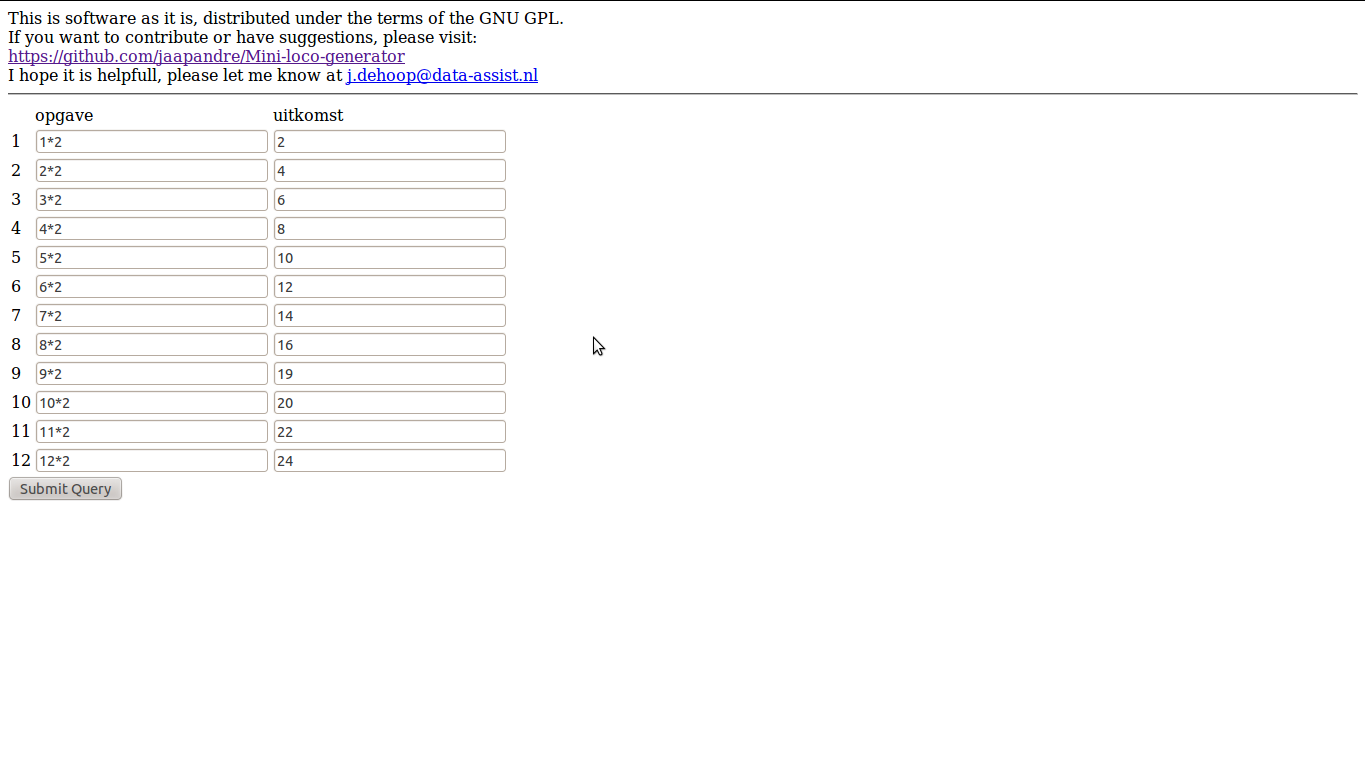 This is software as it is, distributed under the terms of the GNU GPL.
If you want to contribute or have suggestions, please visit:
https://github.com/jaapandre/Mini-loco-generator
I hope it is helpfull, please let me know at j.dehoop@data-assist.nl
opgave uitkomst
1 1*2 2
2 2*2 4
3 3*2 6
4 4*2 8
5 5*2 10
6 6*2 12
7 7*2 14
8 8*2 16
9 9*2 19
10 10*2 20
11 11*2 22
12 12*2 24
Submit Query